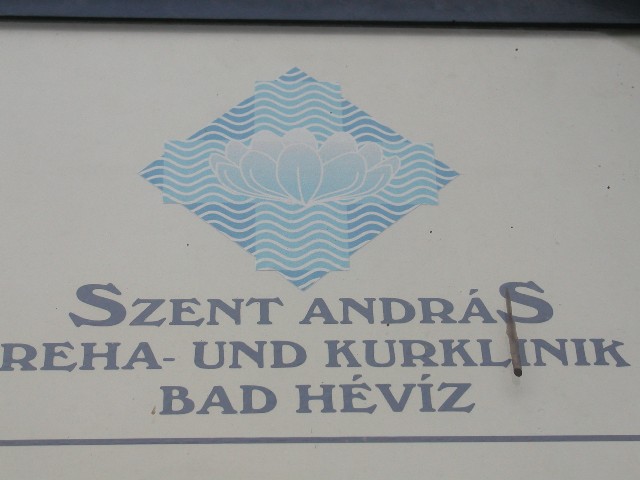 SZENT ANDRÁS
REHA- UND KURKLINIK
BAD HÉVÍZ